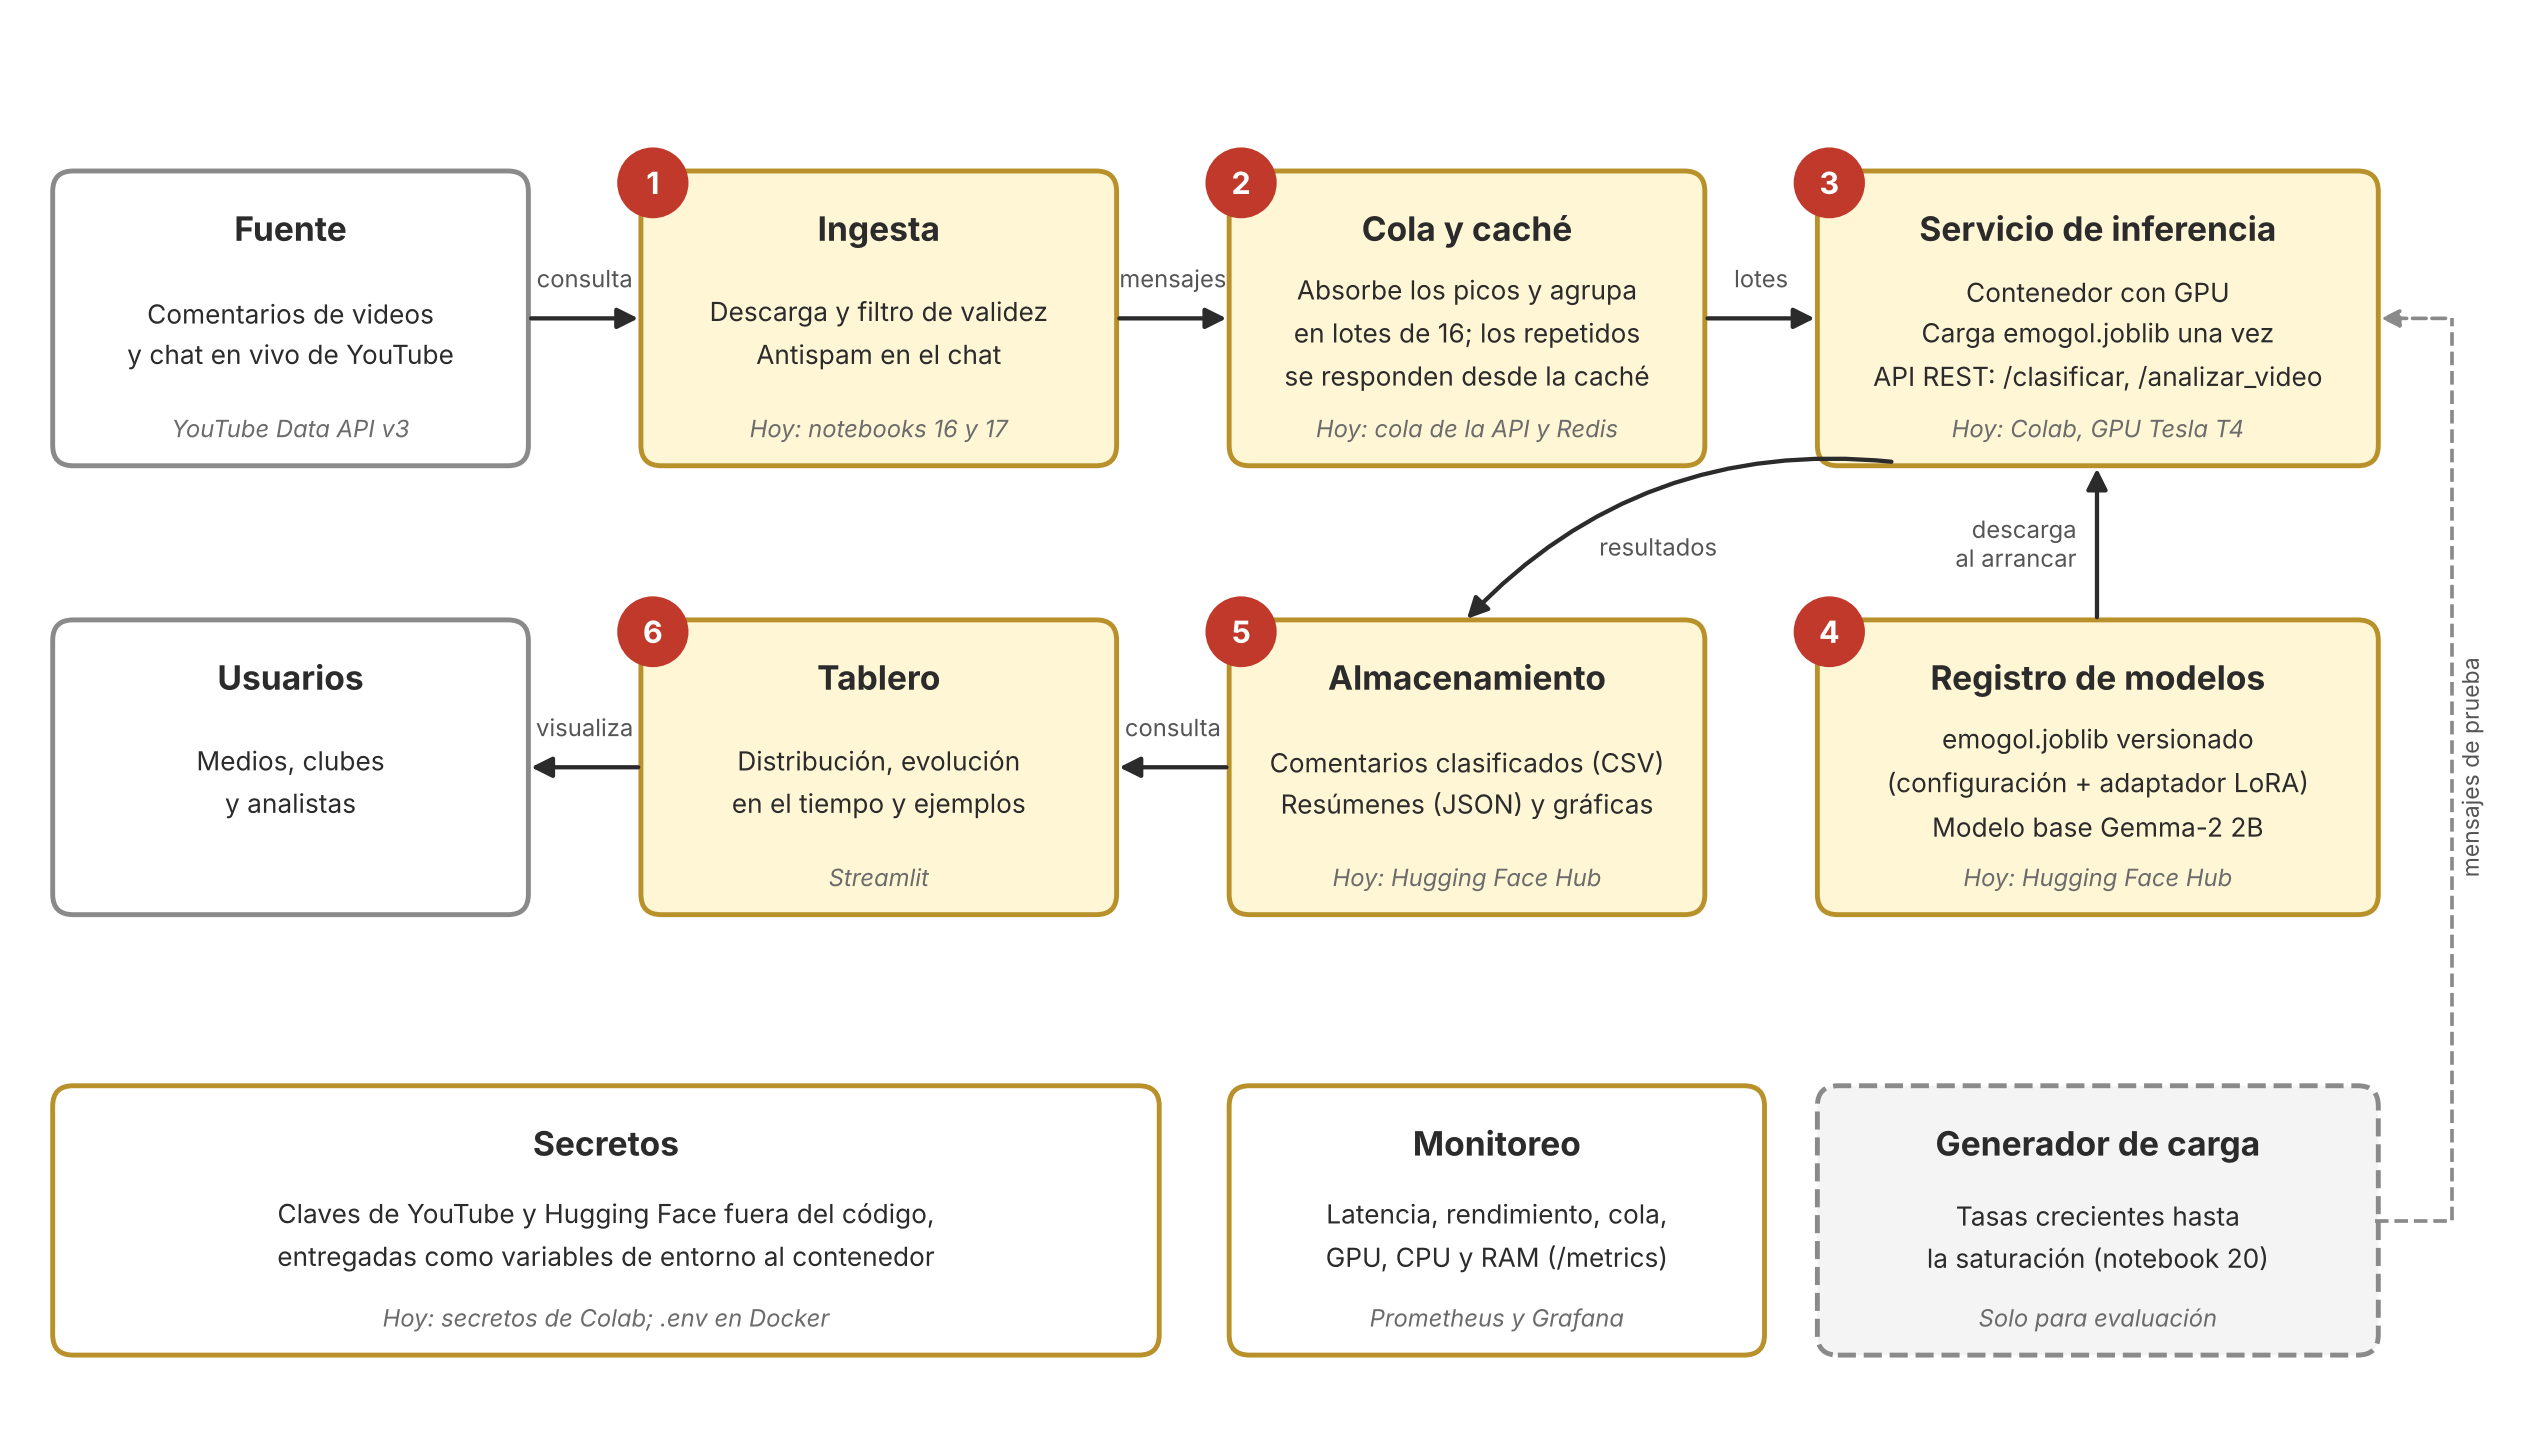 1
2
3
Fuente
Comentarios de videos
y chat en vivo de YouTube
YouTube Data API v3
consulta
Ingesta
Descarga y filtro de validez
Antispam en el chat
Hoy: notebooks 16 y 17
mensajes
Cola y caché
Absorbe los picos y agrupa
en lotes de 16; los repetidos
se responden desde la caché
Hoy: cola de la API y Redis
lotes
Servicio de inferencia
Contenedor con GPU
Carga emogol.joblib una vez
API REST: /clasificar, /analizar_video
Hoy: Colab, GPU Tesla T4
resultados
descarga
al arrancar
6
5
4
Usuarios
Medios, clubes
y analistas
visualiza
Tablero
Distribución, evolución
en el tiempo y ejemplos
Streamlit
consulta
Almacenamiento
Comentarios clasificados (CSV)
Resúmenes (JSON) y gráficas
Hoy: Hugging Face Hub
Registro de modelos
emogol.joblib versionado
(configuración + adaptador LoRA)
Modelo base Gemma-2 2B
Hoy: Hugging Face Hub
mensajes de prueba
Secretos
Claves de YouTube y Hugging Face fuera del código,
entregadas como variables de entorno al contenedor
Hoy: secretos de Colab; .env en Docker
Monitoreo
Latencia, rendimiento, cola,
GPU, CPU y RAM (/metrics)
Prometheus y Grafana
Generador de carga
Tasas crecientes hasta
la saturación (notebook 20)
Solo para evaluación